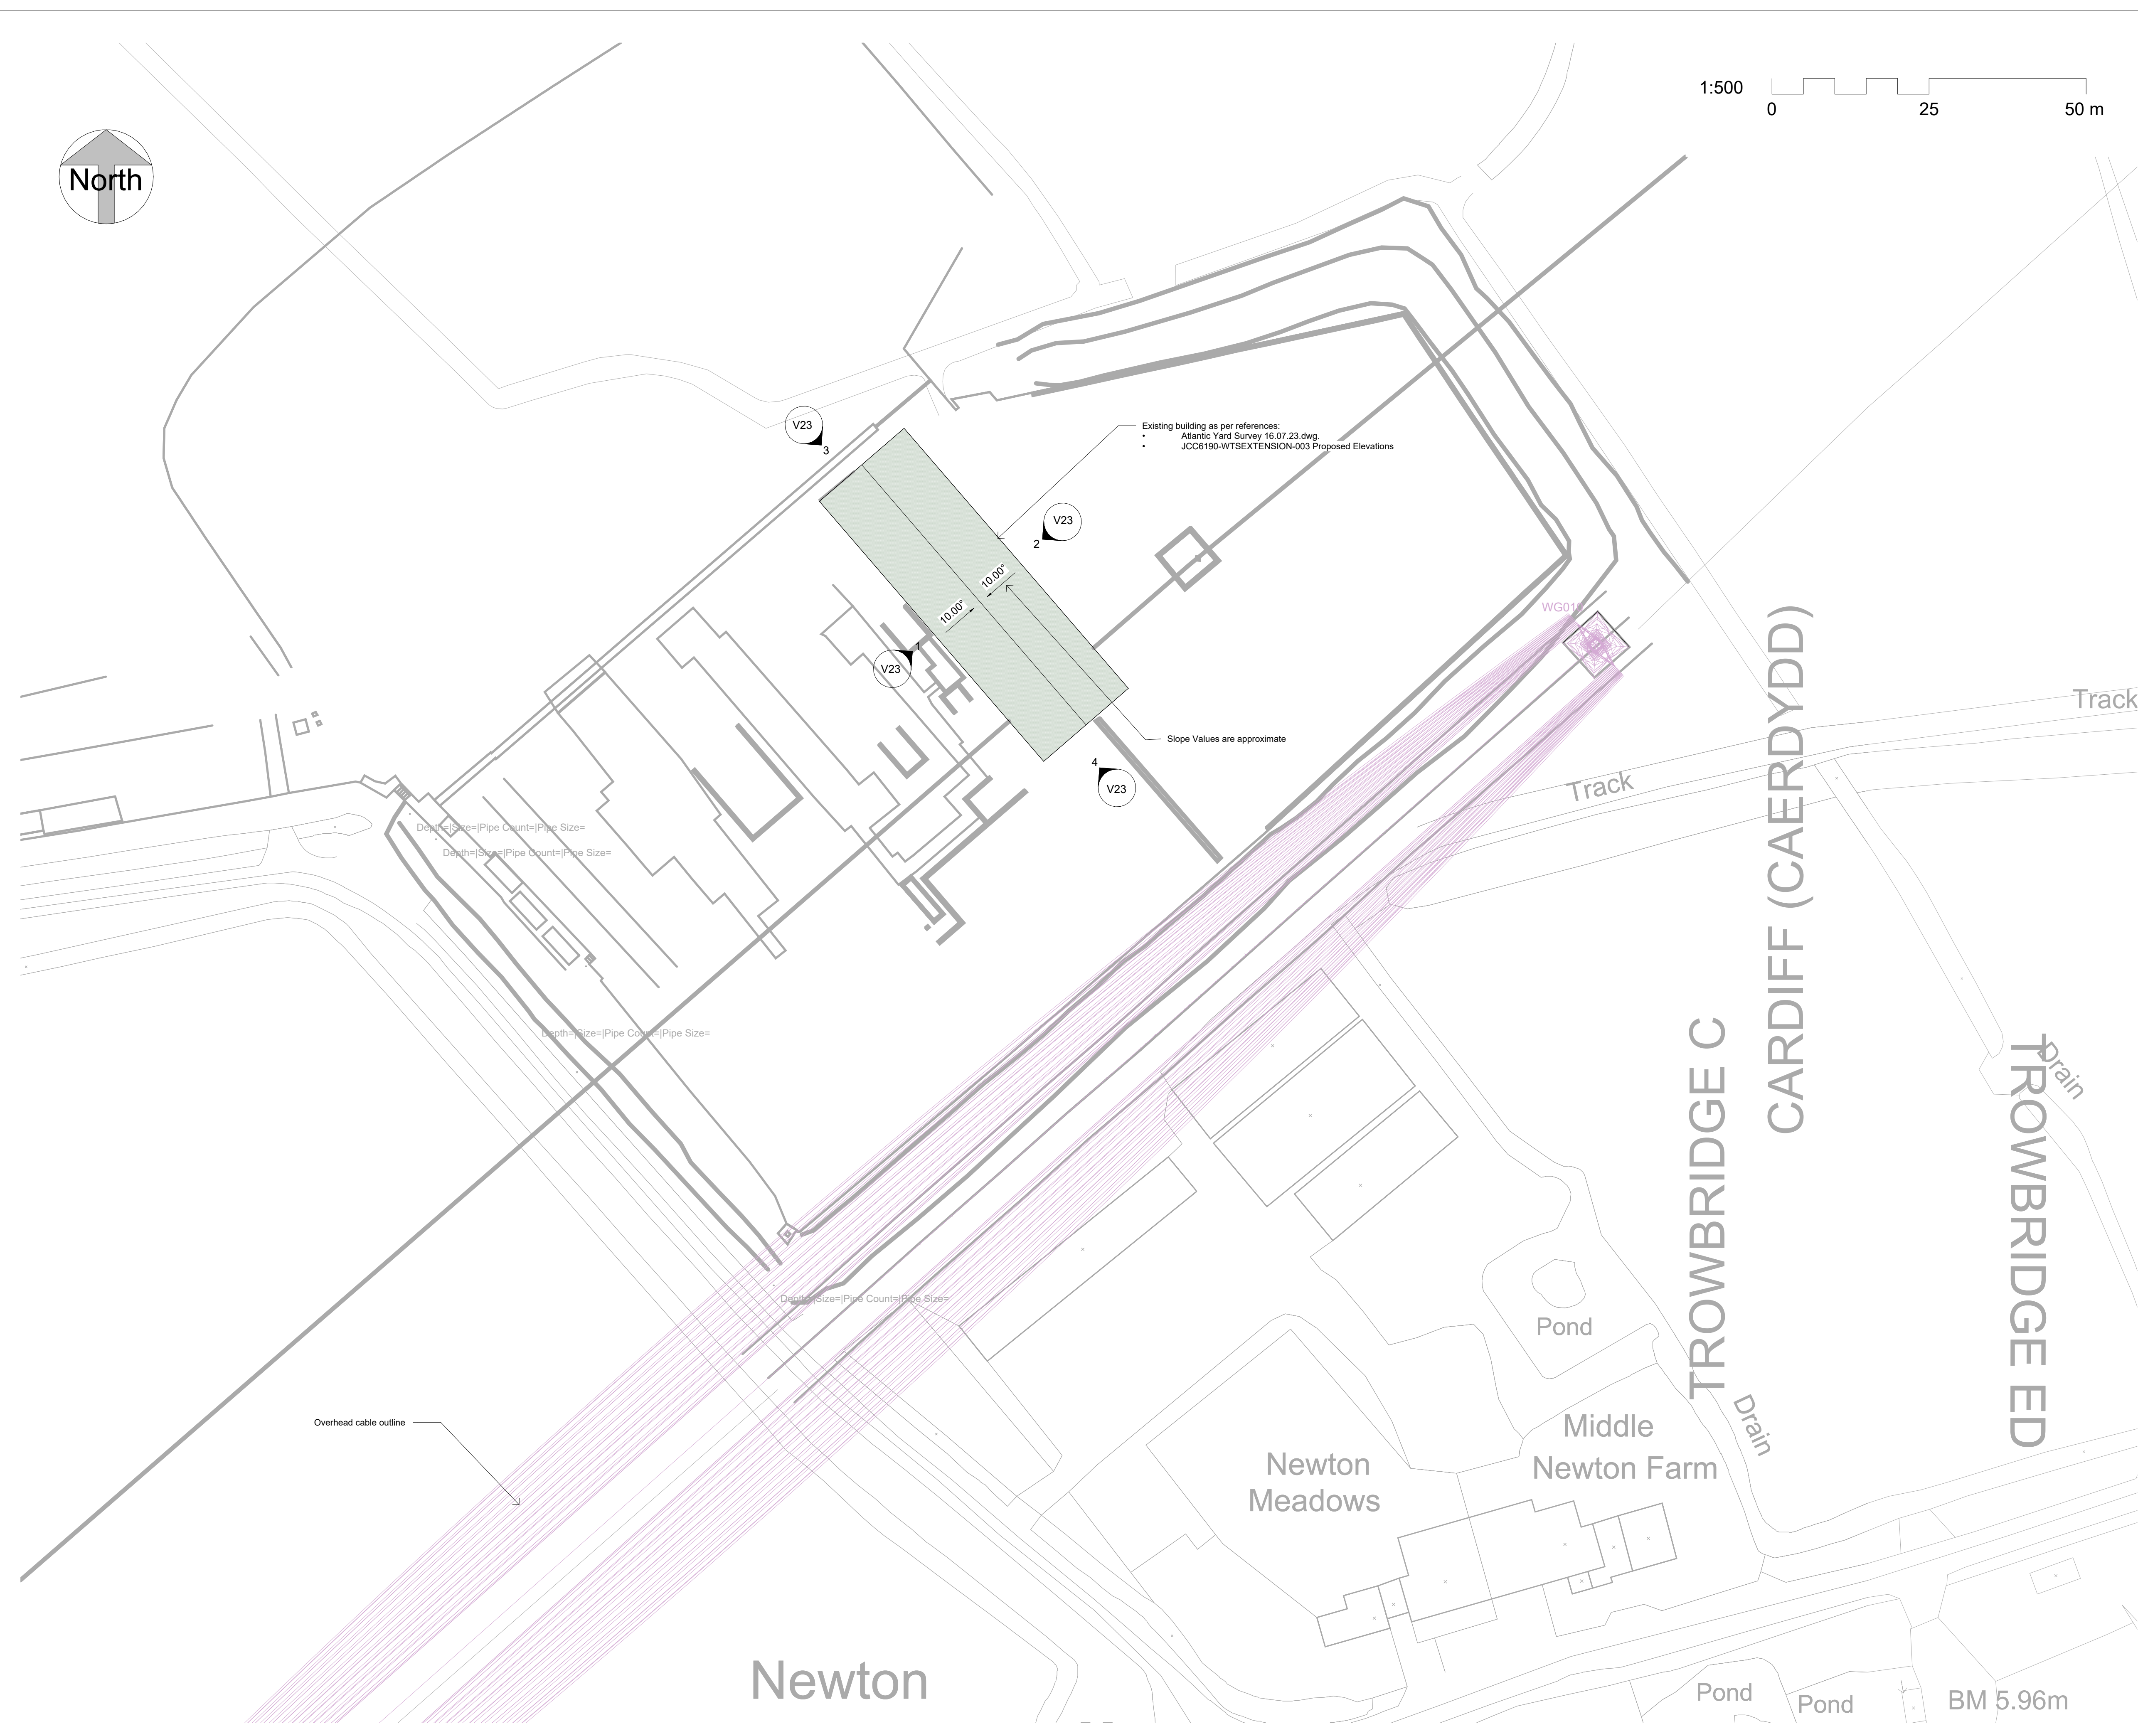 1:500
0
25
50 m
North
V23
3
Existing building as per references:
• Atlantic Yard Survey 16.07.23.dwg.
• JCC6190-WTSEXTENSION-003 Proposed Elevations
V23
2
10.00°
10.00°
1
V23
WG01
Slope Values are approximate
4
V23
Track
Track
CARDIFF (CAERDYDD)
TROWBRIDGE C
TROWBRIDGE ED
Drain
Depth=|Size=|Pipe Count=|Pipe Size=
Depth=|Size=|Pipe Count=|Pipe Size=
Depth=|Size=|Pipe Count=|Pipe Size=
Depth=|Size=|Pipe Count=|Pipe Size=
Pond
Overhead cable outline
Middle
Newton Farm
Drain
Newton
Meadows
Newton
Pond
Pond
BM 5.96m